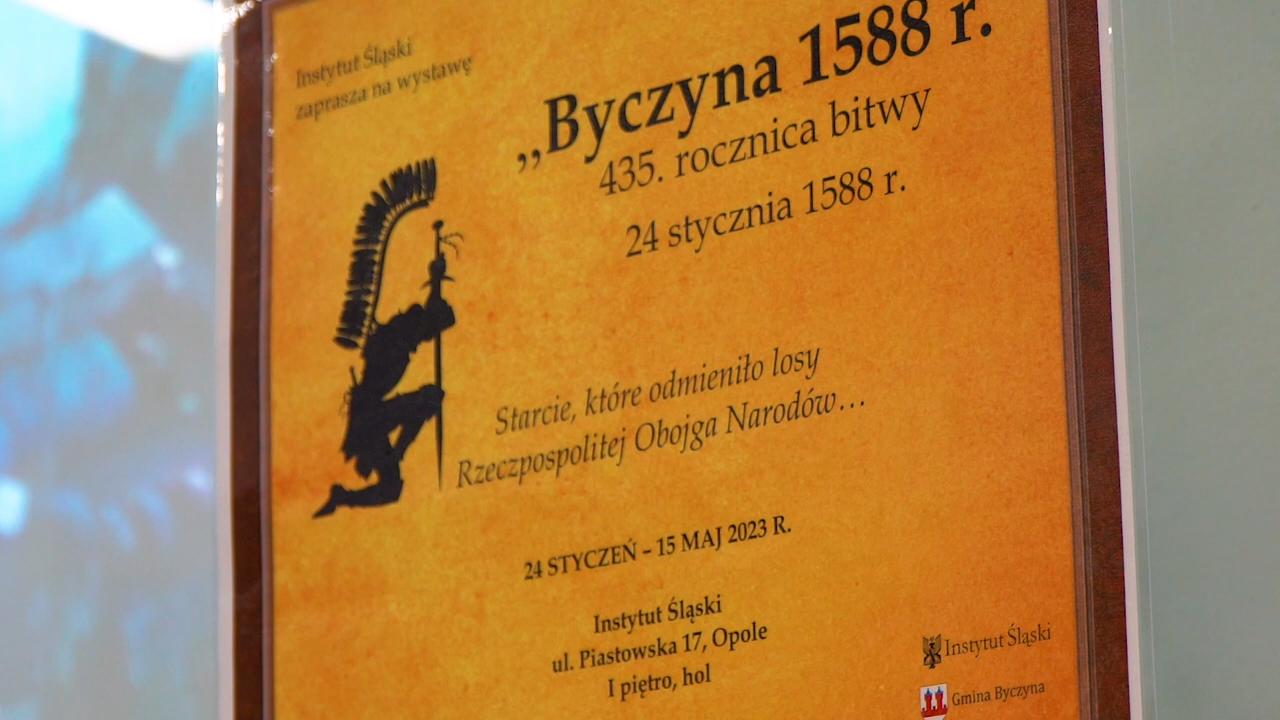 Instytut Śląski
zaprasza na wystawę
„Byczyna 1588 r.
435. rocznica bitwy
24 stycznia 1588 r.
Starcie, które odmieniło losy
Rzeczpospolitej Obojga Narodów…
24 STYCZEŃ – 15 MAJ 2023 R.
Instytut Śląski
ul. Piastowska 17, Opole
I piętro, hol
Instytut Śląski
Gmina Byczyna